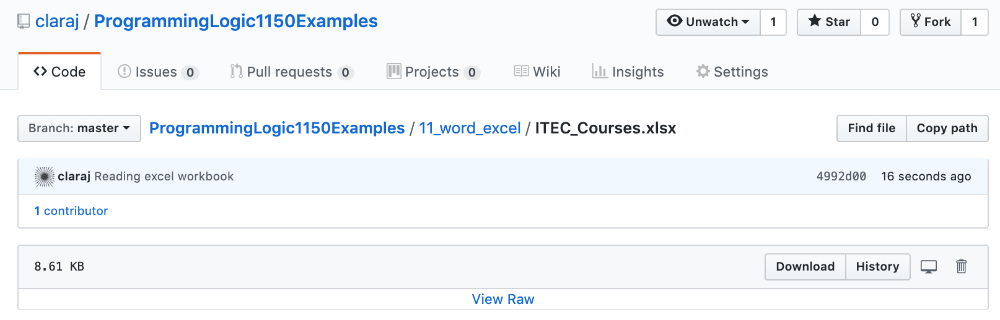 claraj / ProgrammingLogic1150Examples Unwatch 1 Star 0 Fork 1
Code Issues 0 Pull requests 0 Projects 0 Wiki Insights Settings
Branch: master ProgrammingLogic1150Examples / 11_word_excel / ITEC_Courses.xlsx Find file Copy path
claraj Reading excel workbook 4992d00 16 seconds ago
1 contributor
8.61 KB Download History
View Raw